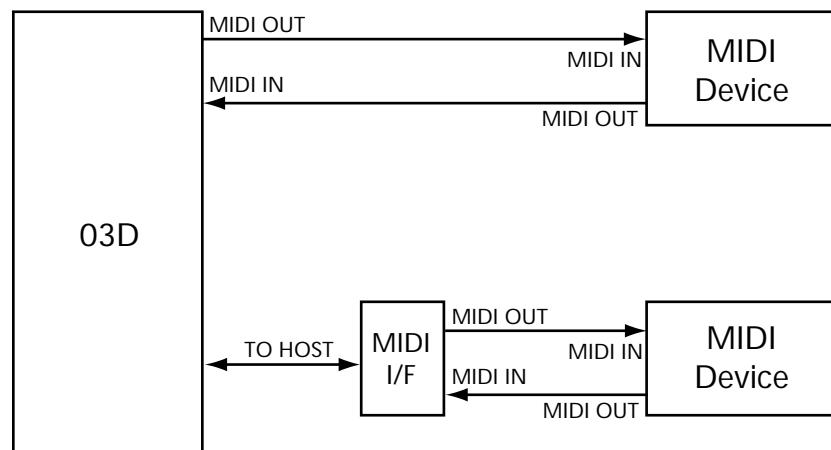 MIDI OUT
MIDI IN
MIDI
Device
MIDI IN
MIDI OUT
03D
MIDI OUT
MIDI IN
MIDI
Device
TO HOST
MIDI
I/F
MIDI IN
MIDI OUT